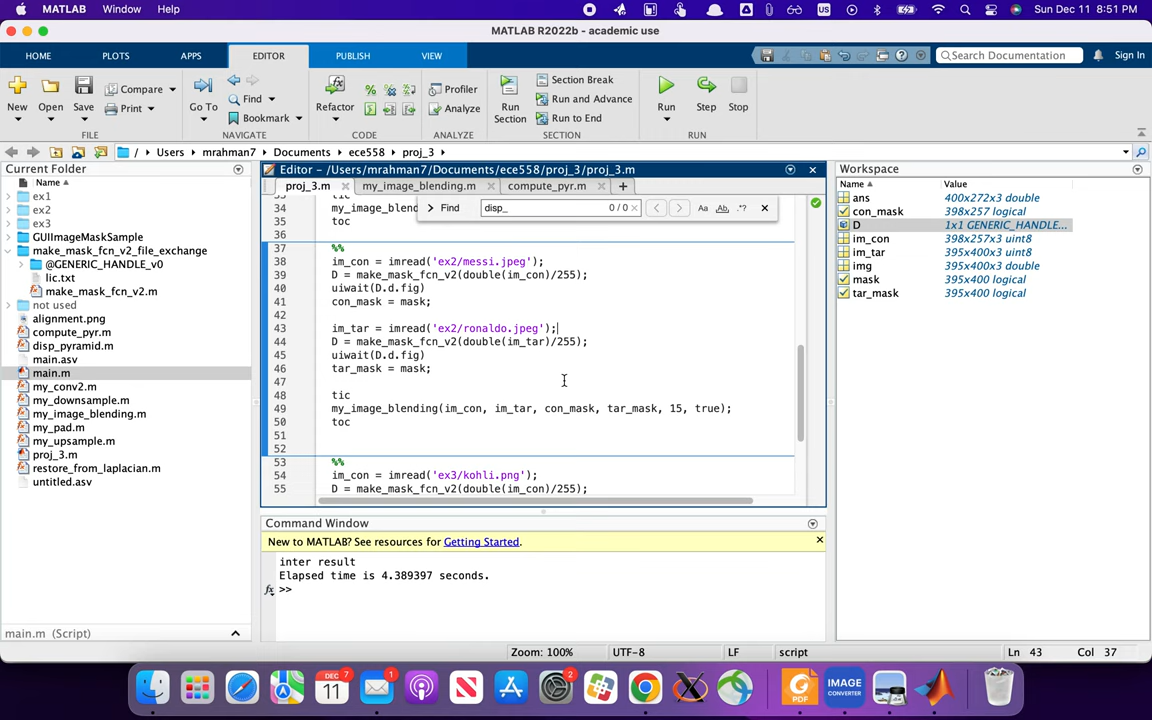 MATLAB Window Help
US Sun Dec 11 8:51 PM
MATLAB R2022b - academic use
HOME PLOTS APPS EDITOR PUBLISH VIEW
Search Documentation Sign In
New Open Save Compare Print
Go To Find Bookmark
Refactor
Profiler Analyze
Run Section Section Break Run and Advance Run to End
Run Step Stop
FILE NAVIGATE CODE ANALYZE SECTION RUN
/ Users mrahman7 Documents ece558 proj_3
Current Folder
Name
ex1
ex2
ex3
GUIImageMaskSample
make_mask_fcn_v2_file_exchange
@GENERIC_HANDLE_v0
lic.txt
make_mask_fcn_v2.m
not used
alignment.png
compute_pyr.m
disp_pyramid.m
main.asv
main.m
my_conv2.m
my_downsample.m
my_image_blending.m
my_pad.m
my_upsample.m
proj_3.m
restore_from_laplacian.m
untitled.asv
main.m (Script)
Editor - /Users/mrahman7/Documents/ece558/proj_3/proj_3.m
proj_3.m my_image_blending.m compute_pyr.m
Find disp_ 0/0 Aa Ab .*?
tic
34 my_image_blend
35 toc
36
37 %%
38 im_con = imread('ex2/messi.jpeg');
39 D = make_mask_fcn_v2(double(im_con)/255);
40 uiwait(D.d.fig)
41 con_mask = mask;
42
43 im_tar = imread('ex2/ronaldo.jpeg');
44 D = make_mask_fcn_v2(double(im_tar)/255);
45 uiwait(D.d.fig)
46 tar_mask = mask;
47
48 tic
49 my_image_blending(im_con, im_tar, con_mask, tar_mask, 15, true);
50 toc
51
52
53 %%
54 im_con = imread('ex3/kohli.png');
55 D = make_mask_fcn_v2(double(im_con)/255);
Command Window
New to MATLAB? See resources for Getting Started.
inter result
Elapsed time is 4.389397 seconds.
fx >>
Workspace
Name Value
ans 400x272x3 double
con_mask 398x257 logical
D 1x1 GENERIC_HANDLE...
im_con 398x257x3 uint8
im_tar 395x400x3 uint8
img 395x400x3 double
mask 395x400 logical
tar_mask 395x400 logical
Zoom: 100% UTF-8 LF script Ln 43 Col 37
DEC 11 7 1 2
PDF
IMAGE CONVERTER